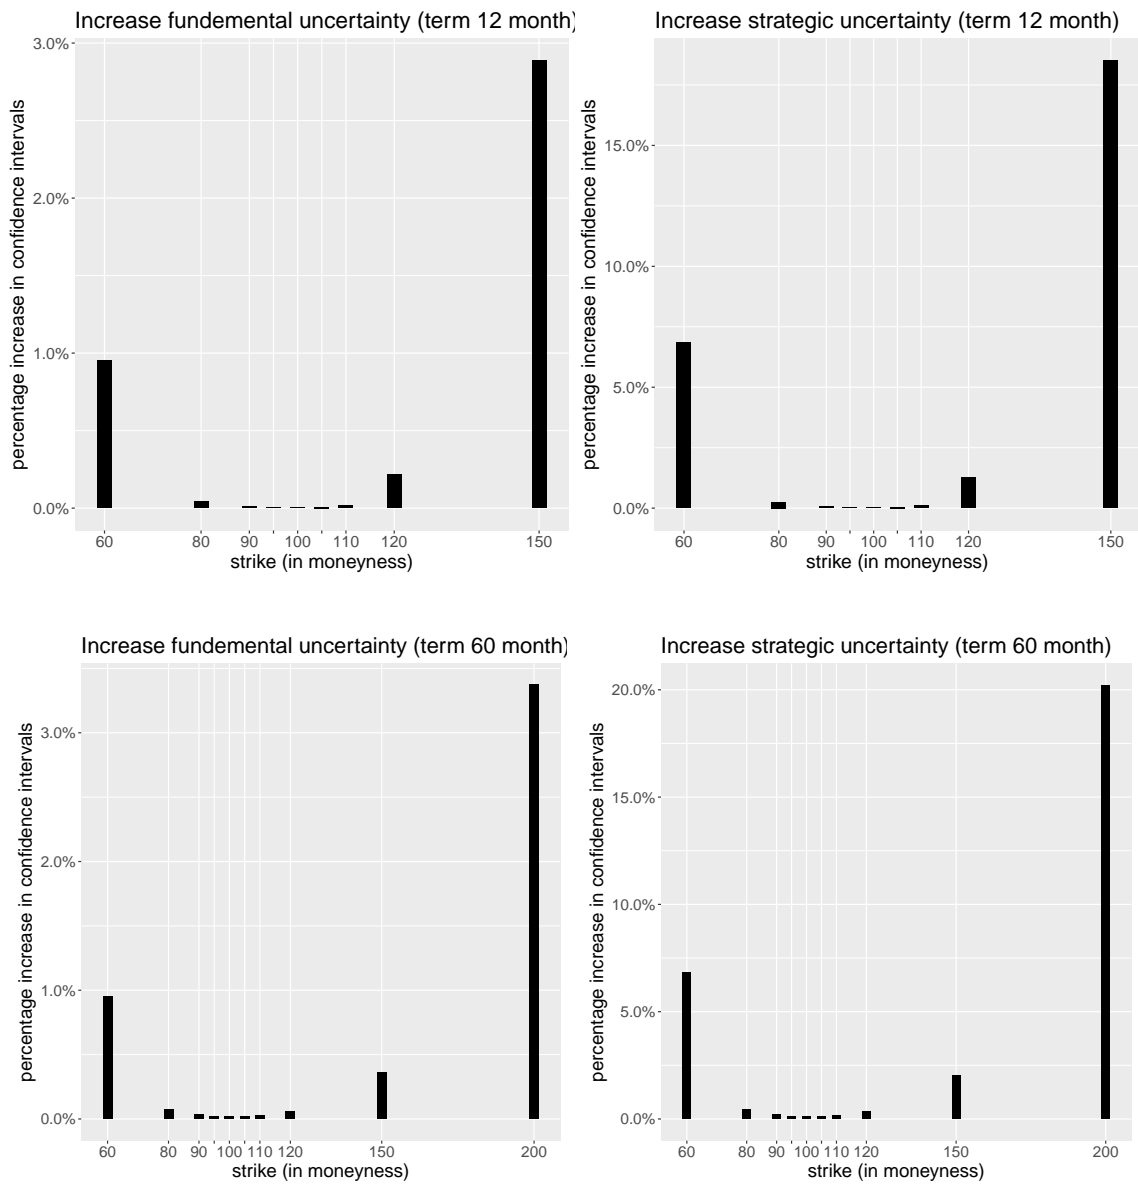 Increase fundemental uncertainty (term 12 month)
percentage increase in confidence intervals
3.0%
2.0%
1.0%
0.0%
60 80 90 100 110 120 150
strike (in moneyness)
Increase strategic uncertainty (term 12 month)
percentage increase in confidence intervals
15.0%
10.0%
5.0%
0.0%
60 80 90 100 110 120 150
strike (in moneyness)
Increase fundemental uncertainty (term 60 month)
percentage increase in confidence intervals
3.0%
2.0%
1.0%
0.0%
60 80 90 100 110 120 150 200
strike (in moneyness)
Increase strategic uncertainty (term 60 month)
percentage increase in confidence intervals
20.0%
15.0%
10.0%
5.0%
0.0%
60 80 90 100 110 120 150 200
strike (in moneyness)